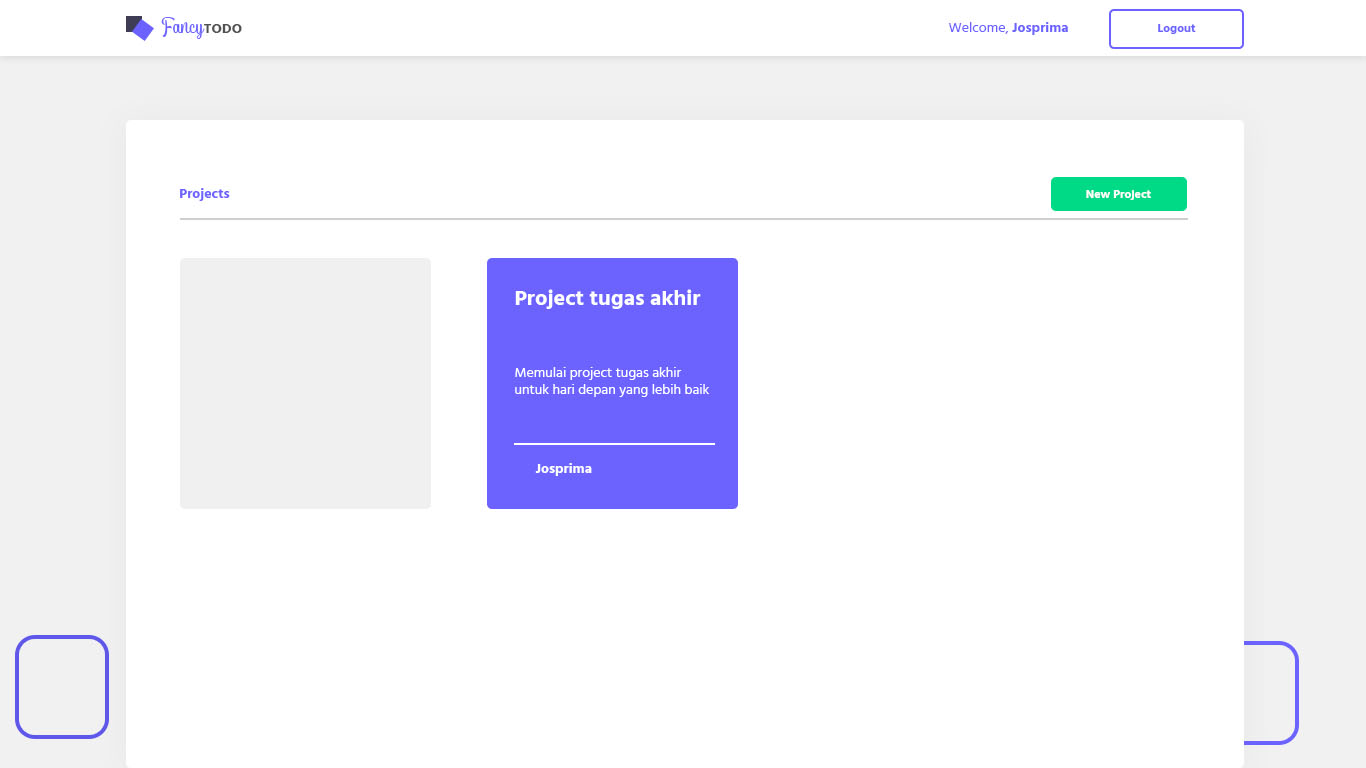 FancyTODO
Welcome, Josprima
Logout
Projects
New Project
Project tugas akhir
Memulai project tugas akhir
untuk hari depan yang lebih baik
Josprima